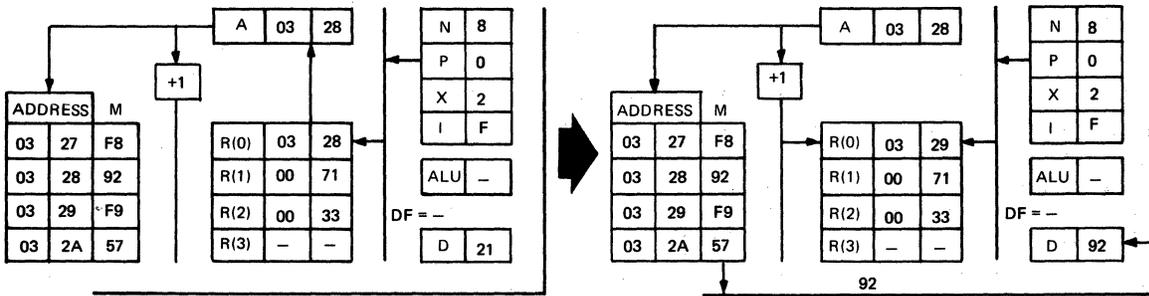 A 03 28
N 8
P 0
X 2
I F
+1
ADDRESS M
03 27 F8
03 28 92
03 29 F9
03 2A 57
R(0) 03 28
R(1) 00 71
R(2) 00 33
R(3) – –
ALU –
DF = –
D 21
A 03 28
N 8
P 0
X 2
I F
+1
ADDRESS M
03 27 F8
03 28 92
03 29 F9
03 2A 57
R(0) 03 29
R(1) 00 71
R(2) 00 33
R(3) – –
ALU –
DF = –
D 92
92